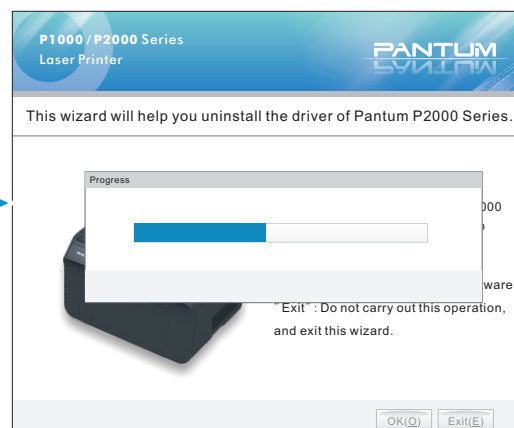 P1000/P2000 Series
Laser Printer
PANTUM
This wizard will help you uninstall the driver of Pantum P2000 Series.
Progress
"Exit": Do not carry out this operation,
and exit this wizard.
OK(O) Exit(E)